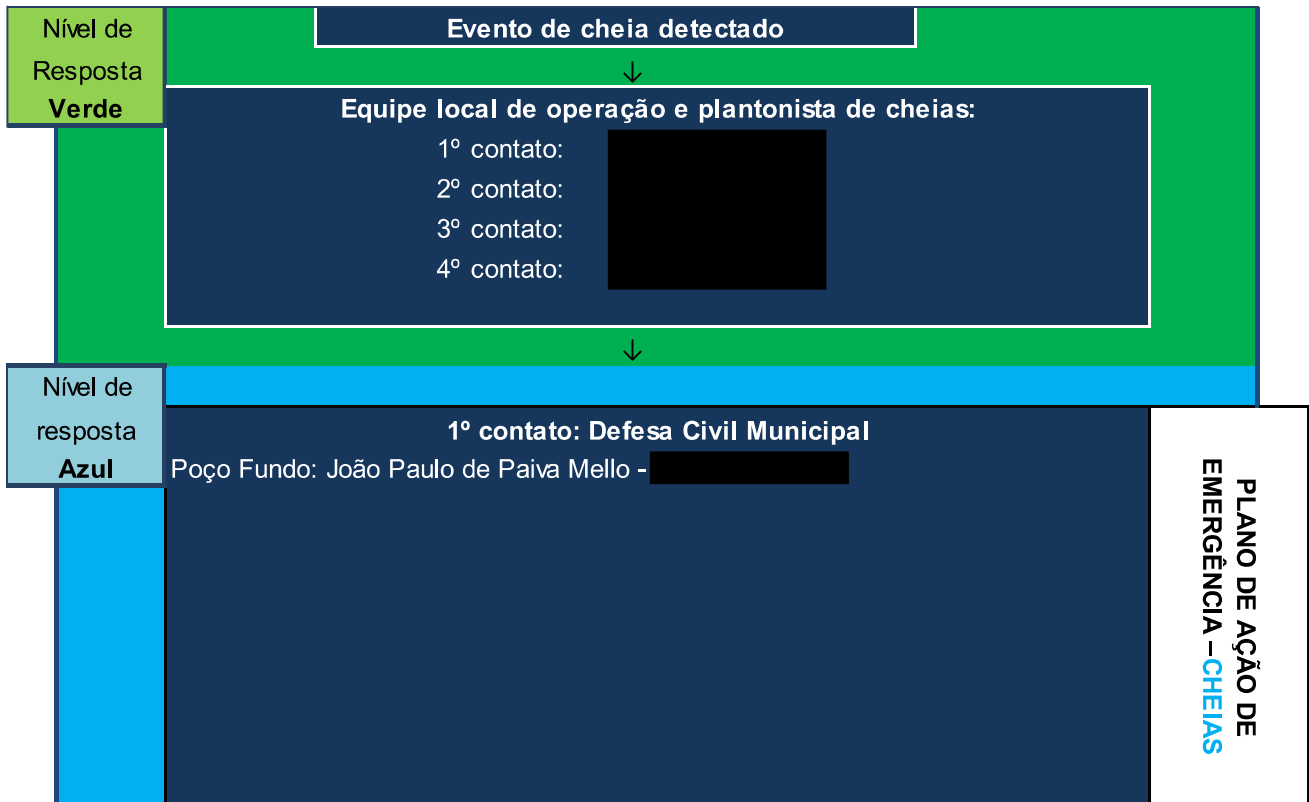 Nível de
Resposta
Verde
Evento de cheia detectado
↓
Equipe local de operação e plantonista de cheias:
1º contato:
2º contato:
3º contato:
4º contato:
↓
Nível de
resposta
Azul
1º contato: Defesa Civil Municipal
Poço Fundo: João Paulo de Paiva Mello -
PLANO DE AÇÃO DE
EMERGÊNCIA – CHEIAS